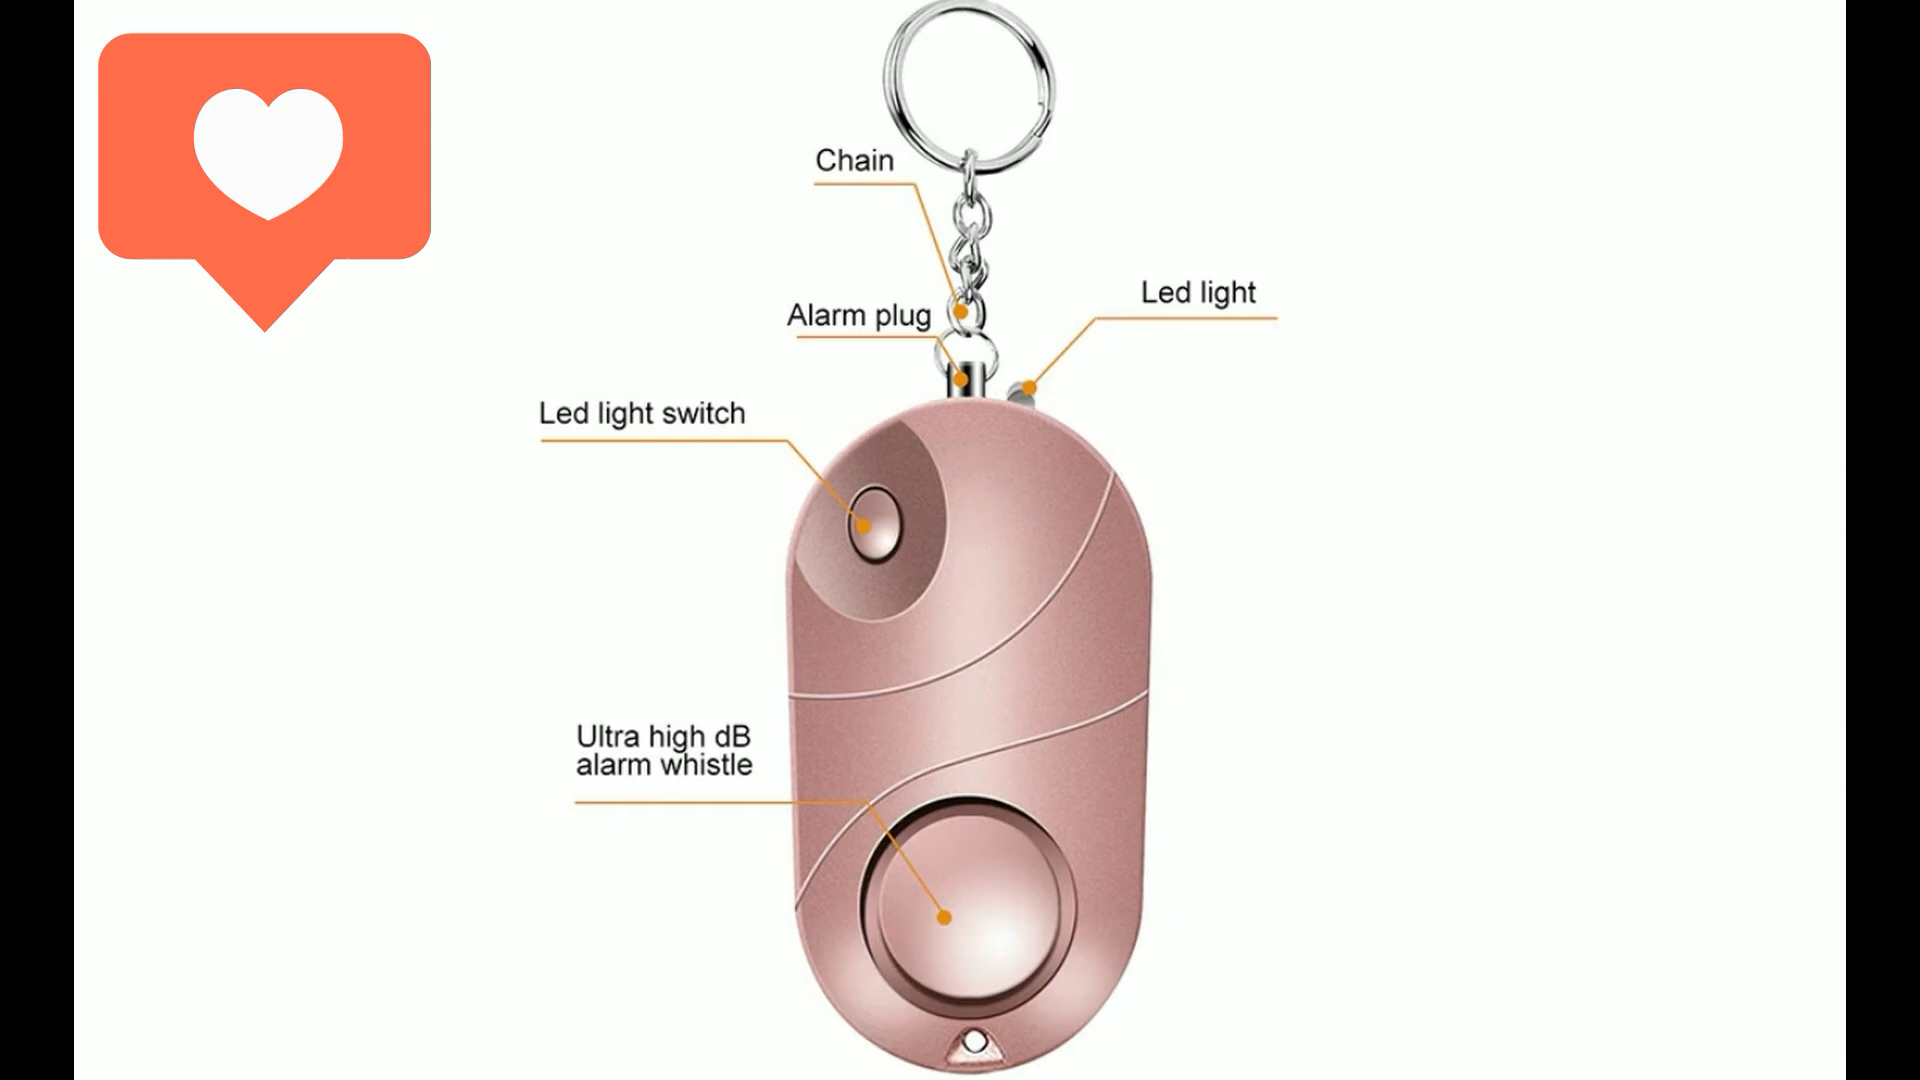 Chain
Led light
Alarm plug
Led light switch
Ultra high dB
alarm whistle